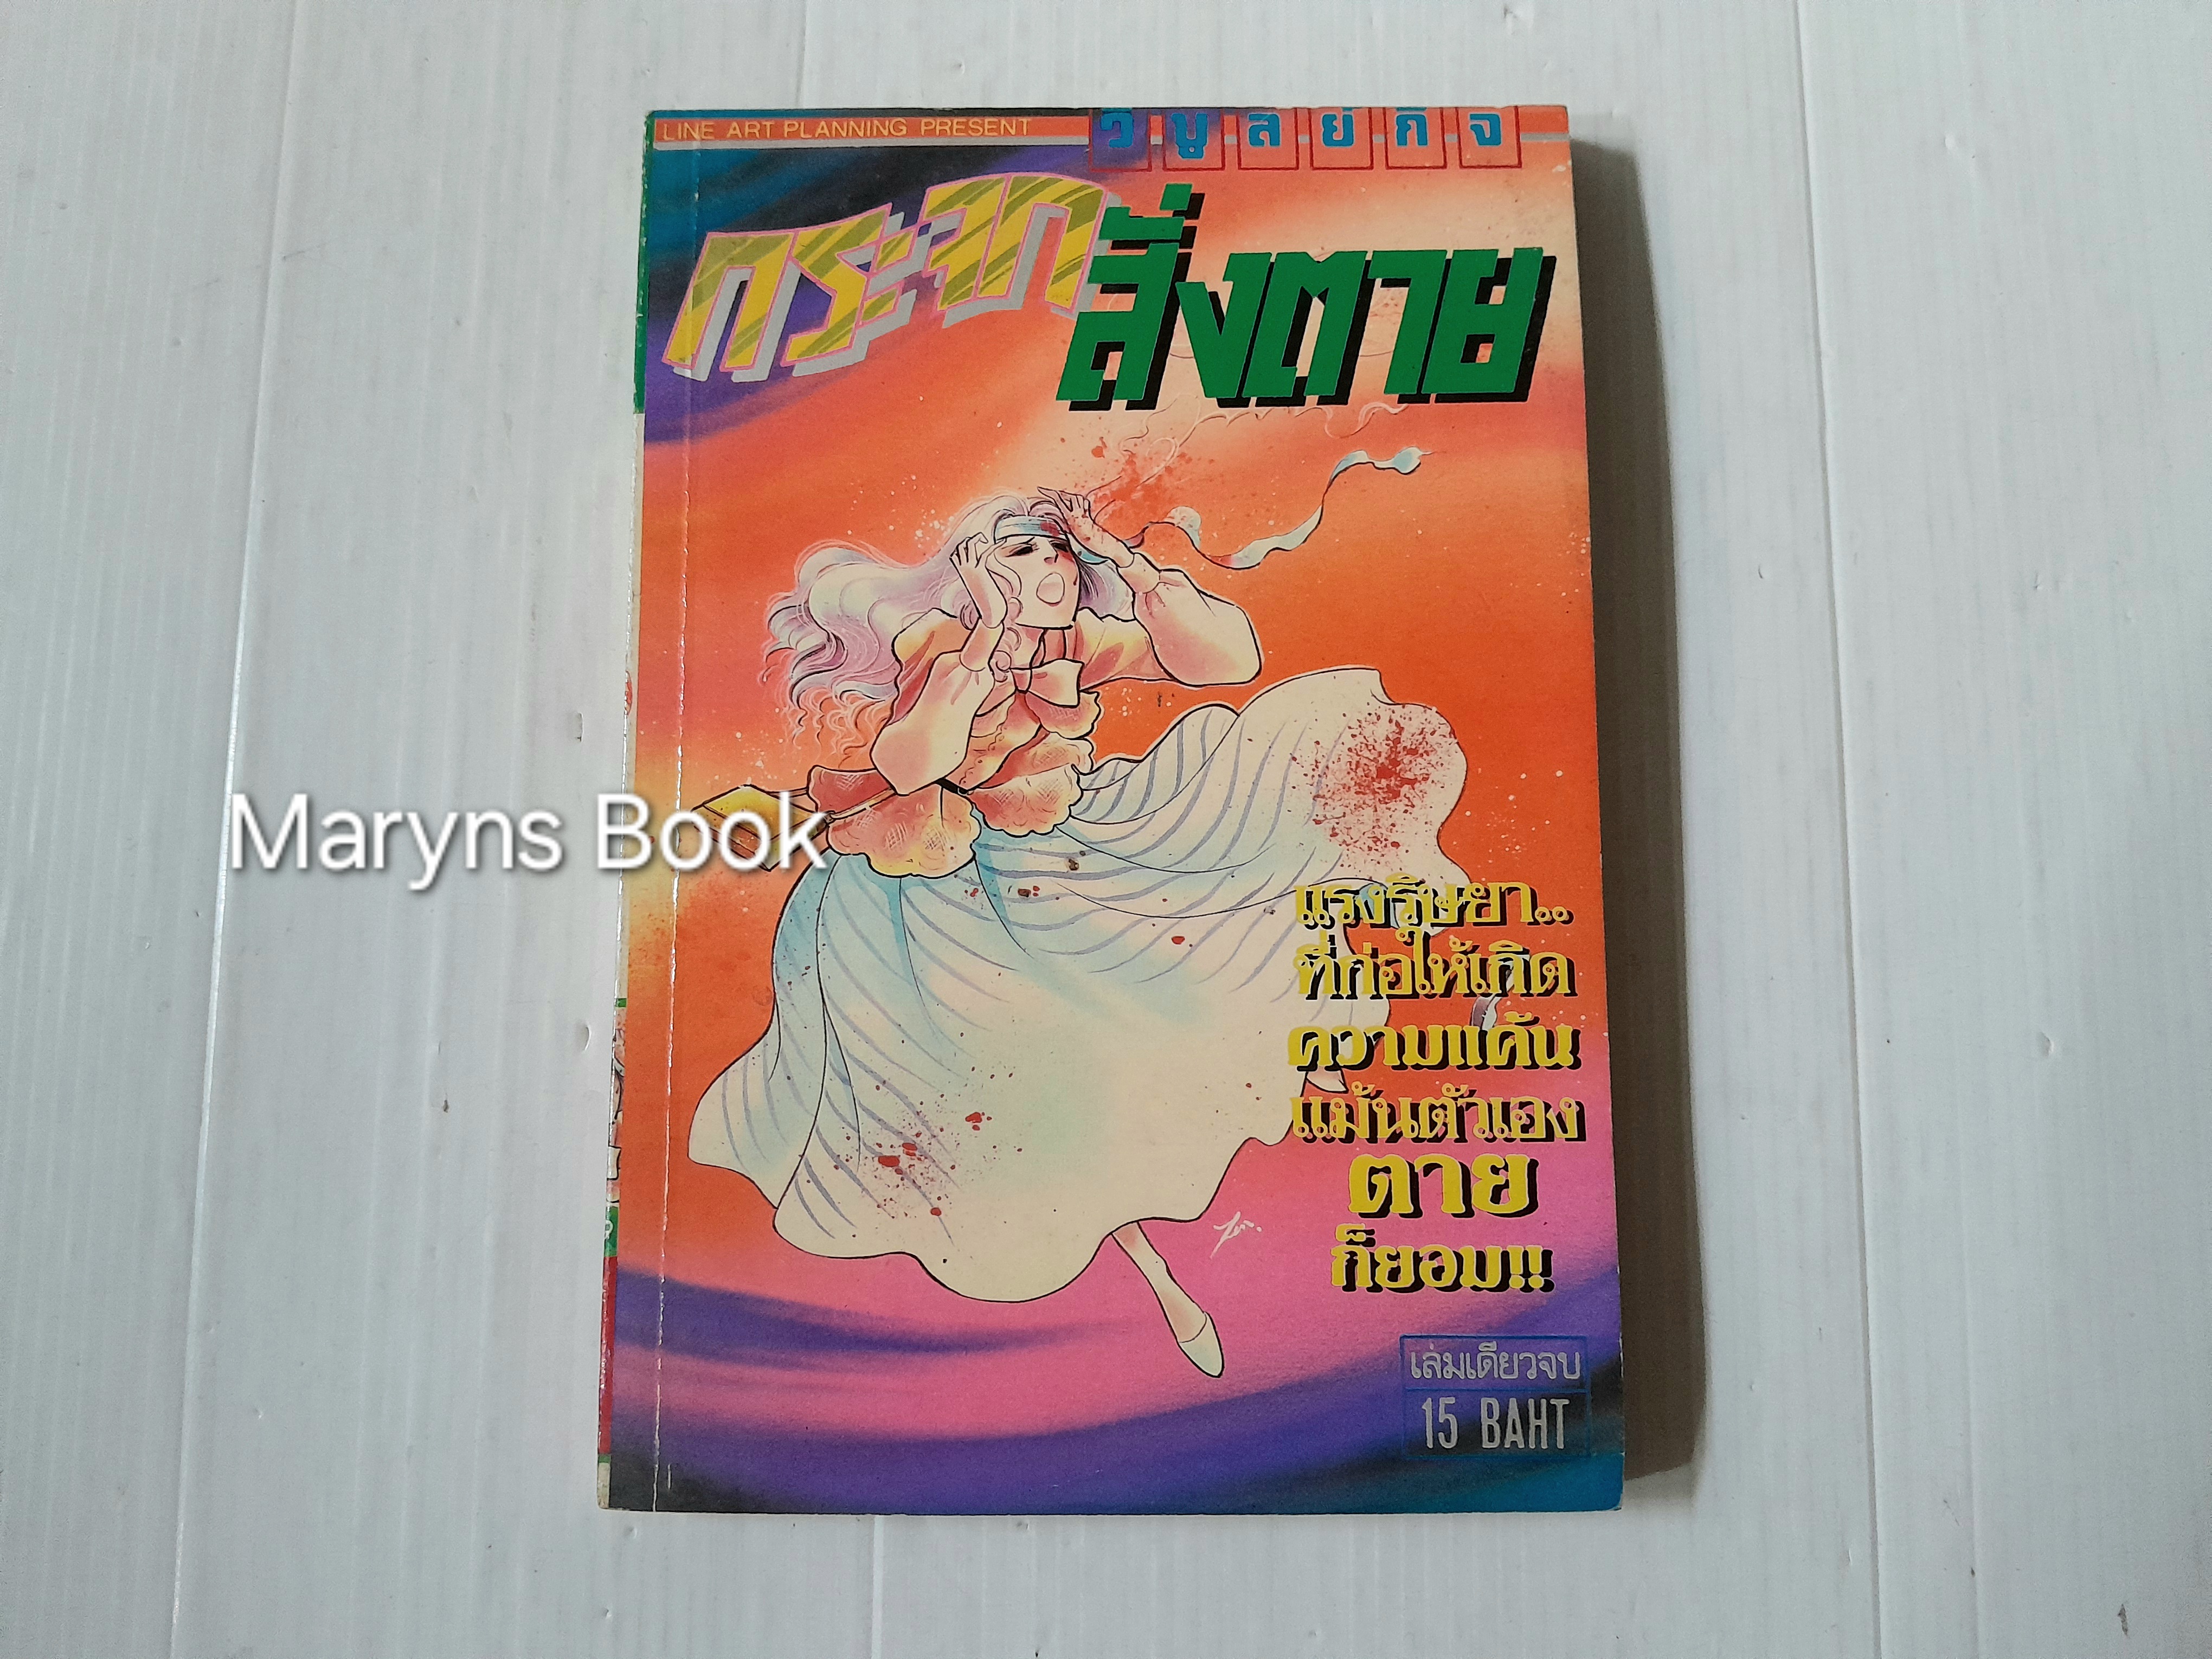 LINE ART PLANNING PRESENT
วิบูลย์กิจ
กระจก
สั่งตาย
Maryns Book
แรงริษยา..
ที่ก่อให้เกิด
ความแค้น
แม้นตัวเอง
ตาย
ก็ยอม!!!
เล่มเดียวจบ
15 BAHT